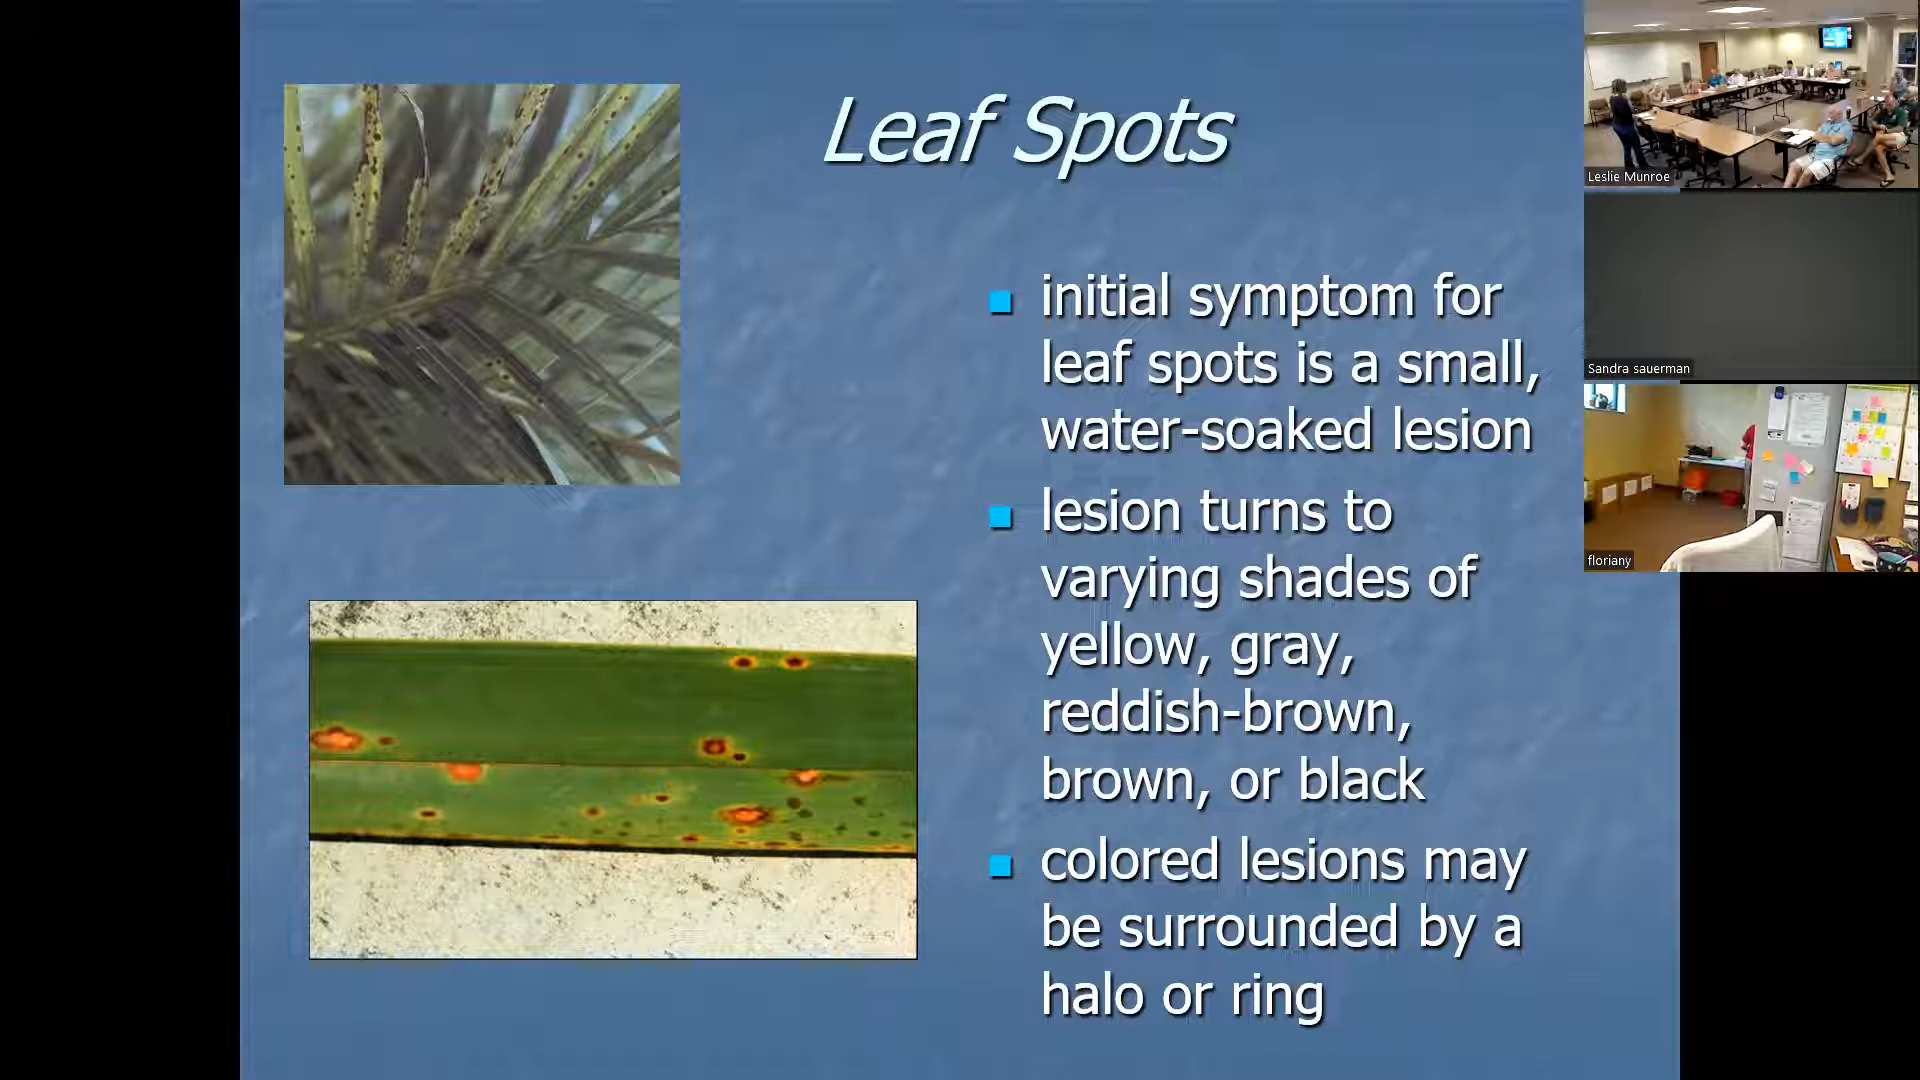 Leaf Spots
initial symptom for
leaf spots is a small,
water-soaked lesion
lesion turns to
varying shades of
yellow, gray,
reddish-brown,
brown, or black
colored lesions may
be surrounded by a
halo or ring
Leslie Munroe
Sandra sauerman
floriany